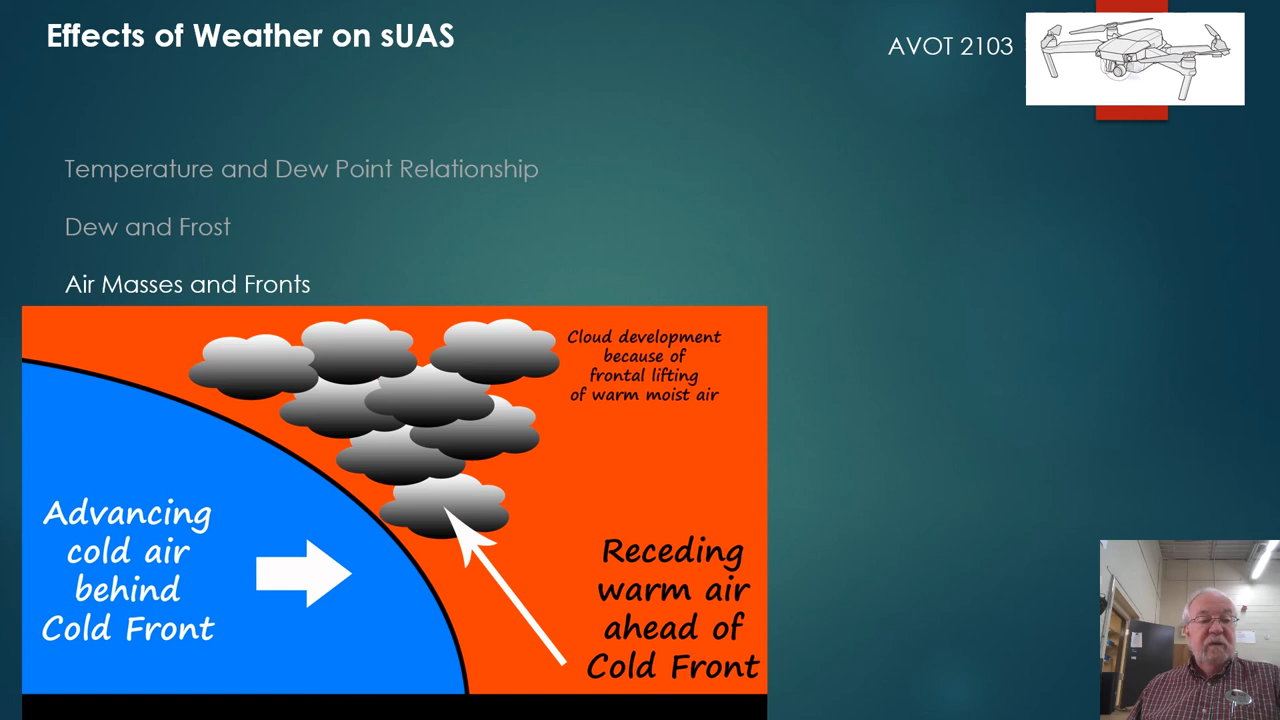 Effects of Weather on sUAS
AVOT 2103
Temperature and Dew Point Relationship
Dew and Frost
Air Masses and Fronts
Cloud development
because of
frontal lifting
of warm moist air
Advancing
cold air
behind
Cold Front
Receding
warm air
ahead of
Cold Front